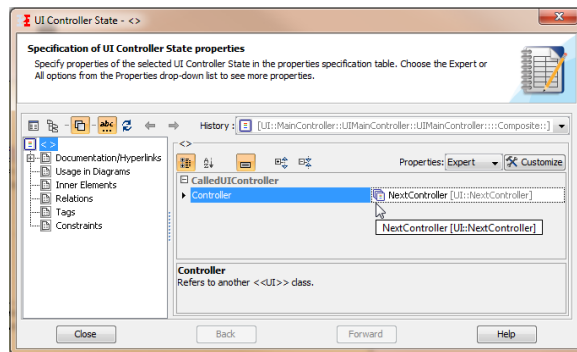 UI Controller State - <>
Specification of UI Controller State properties
Specify properties of the selected UI Controller State in the properties specification table. Choose the Expert or
All options from the Properties drop-down list to see more properties.
History : [UI::MainController::UIMainController::UIMainController::::Composite::]
<>
Documentation/Hyperlinks
Usage in Diagrams
Inner Elements
Relations
Tags
Constraints
<>
Properties: Expert Customize
CalledUIController
Controller NextController [UI::NextController]
NextController [UI::NextController]
Controller
Refers to another <<UI>> class.
Close Back Forward Help